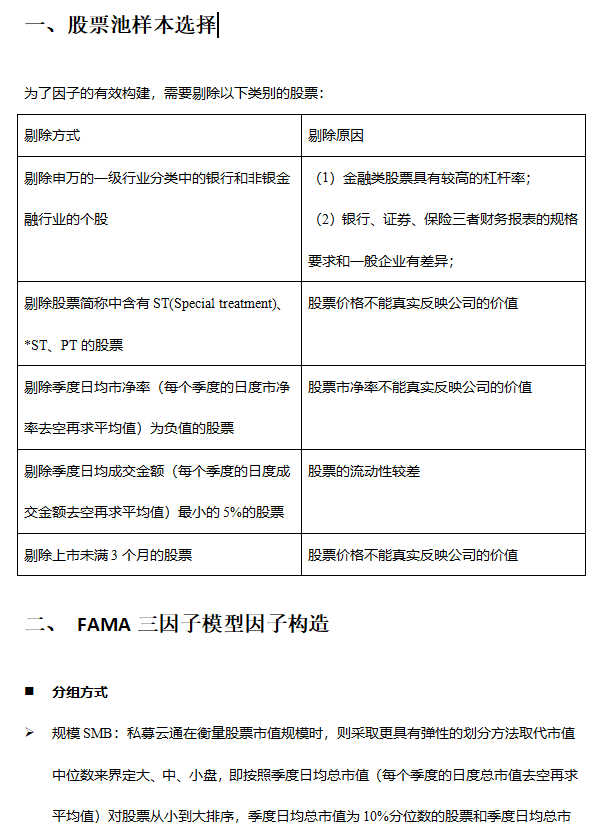 一、股票池样本选择
为了因子的有效构建，需要剔除以下类别的股票：
剔除方式
剔除原因
剔除申万的一级行业分类中的银行和非银金
融行业的个股
（1）金融类股票具有较高的杠杆率；
（2）银行、证券、保险三者财务报表的规格
要求和一般企业有差异；
剔除股票简称中含有 ST(Special treatment)、
*ST、PT 的股票
股票价格不能真实反映公司的价值
剔除季度日均市净率（每个季度的日度市净
率去空再求平均值）为负值的股票
股票市净率不能真实反映公司的价值
剔除季度日均成交金额（每个季度的日度成
交金额去空再求平均值）最小的 5%的股票
股票的流动性较差
剔除上市未满 3 个月的股票
股票价格不能真实反映公司的价值
二、 FAMA 三因子模型因子构造
■ 分组方式
➢ 规模 SMB：私募云通在衡量股票市值规模时，则采取更具有弹性的划分方法取代市值
中位数来界定大、中、小盘，即按照季度日均总市值（每个季度的日度总市值去空再求
平均值）对股票从小到大排序，季度日均总市值为 10%分位数的股票和季度日均总市